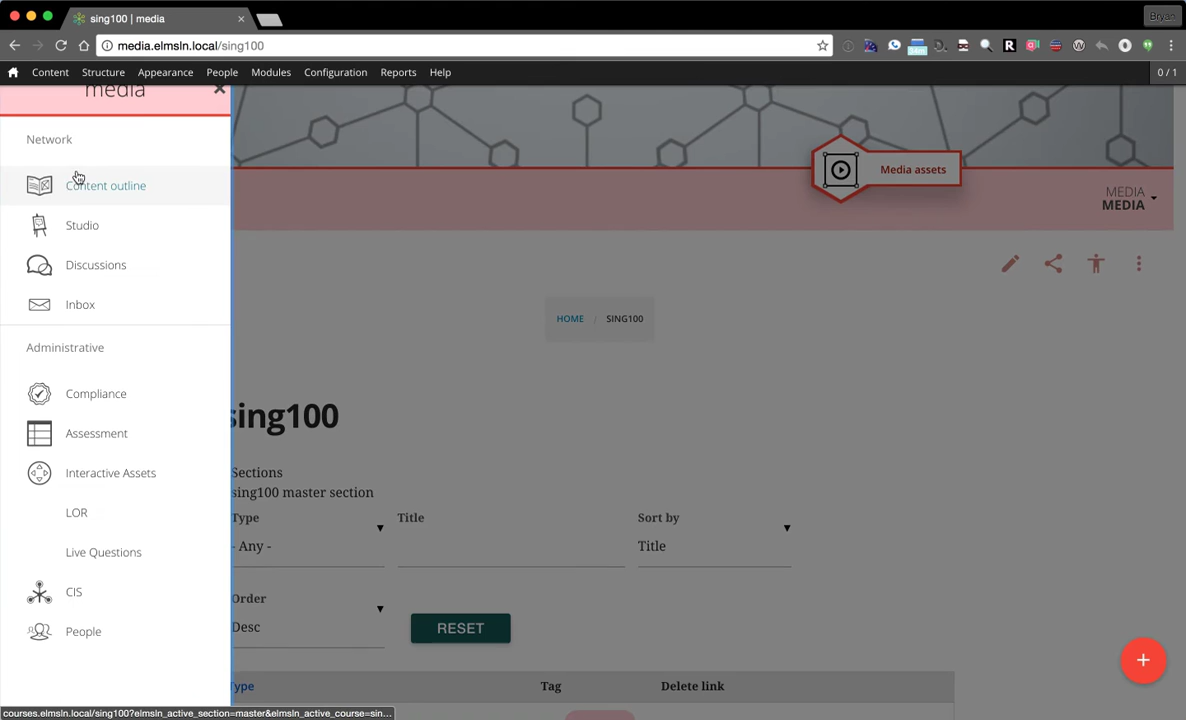 sing100 | media
Bryan
media.elmsln.local/sing100
34m
Content Structure Appearance People Modules Configuration Reports Help
0 / 1
media
Network
Content outline
Studio
Discussions
Inbox
Administrative
Compliance
Assessment
Interactive Assets
LOR
Live Questions
CIS
People
Media assets
MEDIA
MEDIA
HOME / SING100
sing100
Sections
sing100 master section
Type
- Any -
Title
Sort by
Title
Order
Desc
RESET
Type Tag Delete link
courses.elmsln.local/sing100?elmsln_active_section=master&elmsln_active_course=sin...